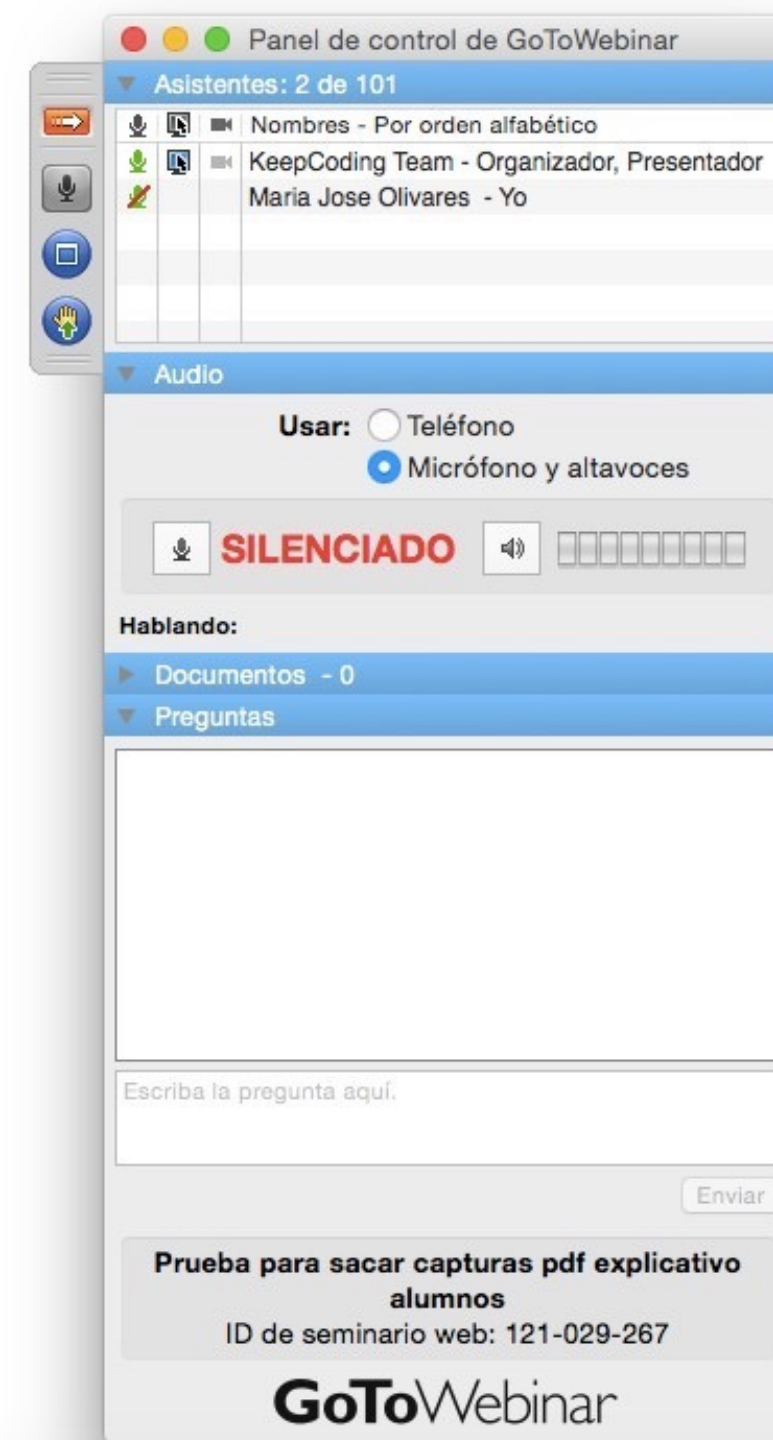 Panel de control de GoToWebinar
Asistentes: 2 de 101
Nombres - Por orden alfabético
KeepCoding Team - Organizador, Presentador
Maria Jose Olivares - Yo
Audio
Usar: Teléfono
Micrófono y altavoces
SILENCIADO
Hablando:
Documentos - 0
Preguntas
Escriba la pregunta aquí.
Enviar
Prueba para sacar capturas pdf explicativo
alumnos
ID de seminario web: 121-029-267
GoToWebinar